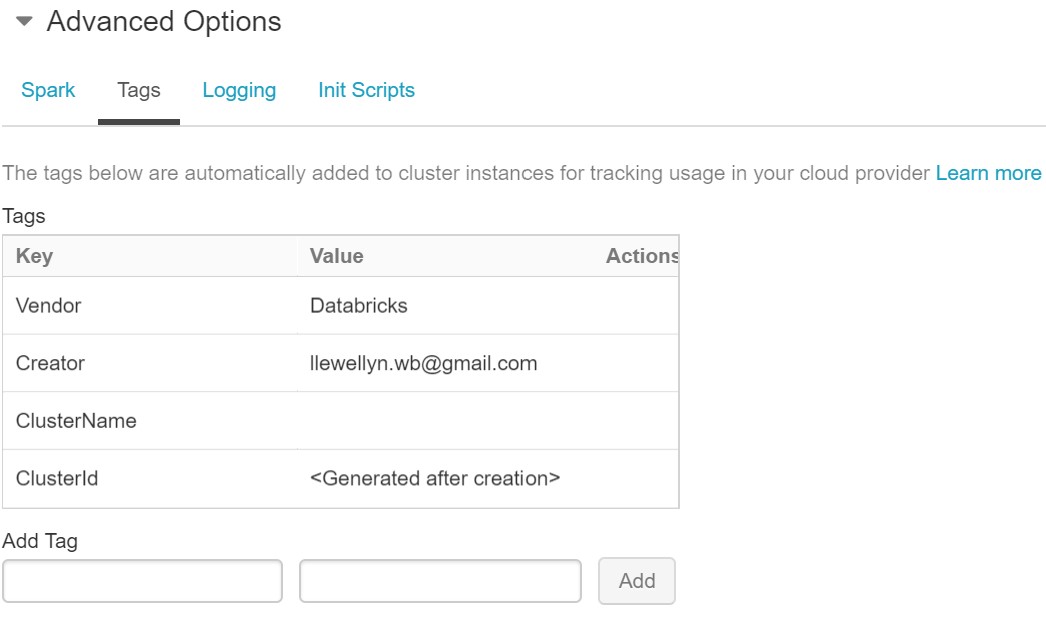 Advanced Options
Spark Tags Logging Init Scripts
The tags below are automatically added to cluster instances for tracking usage in your cloud provider Learn more
Tags
Key Value Actions
Vendor Databricks
Creator llewellyn.wb@gmail.com
ClusterName
ClusterId <Generated after creation>
Add Tag
Add